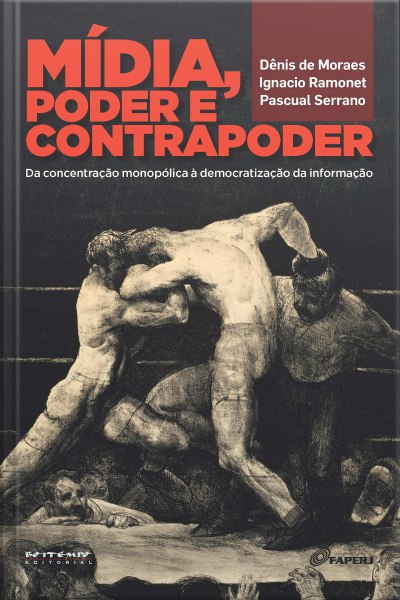 Dênis de Moraes
Ignacio Ramonet
Pascual Serrano
MÍDIA,
PODER E
CONTRAPODER
Da concentração monopólica à democratização da informação
BOITEMPO
EDITORIAL
FAPERJ